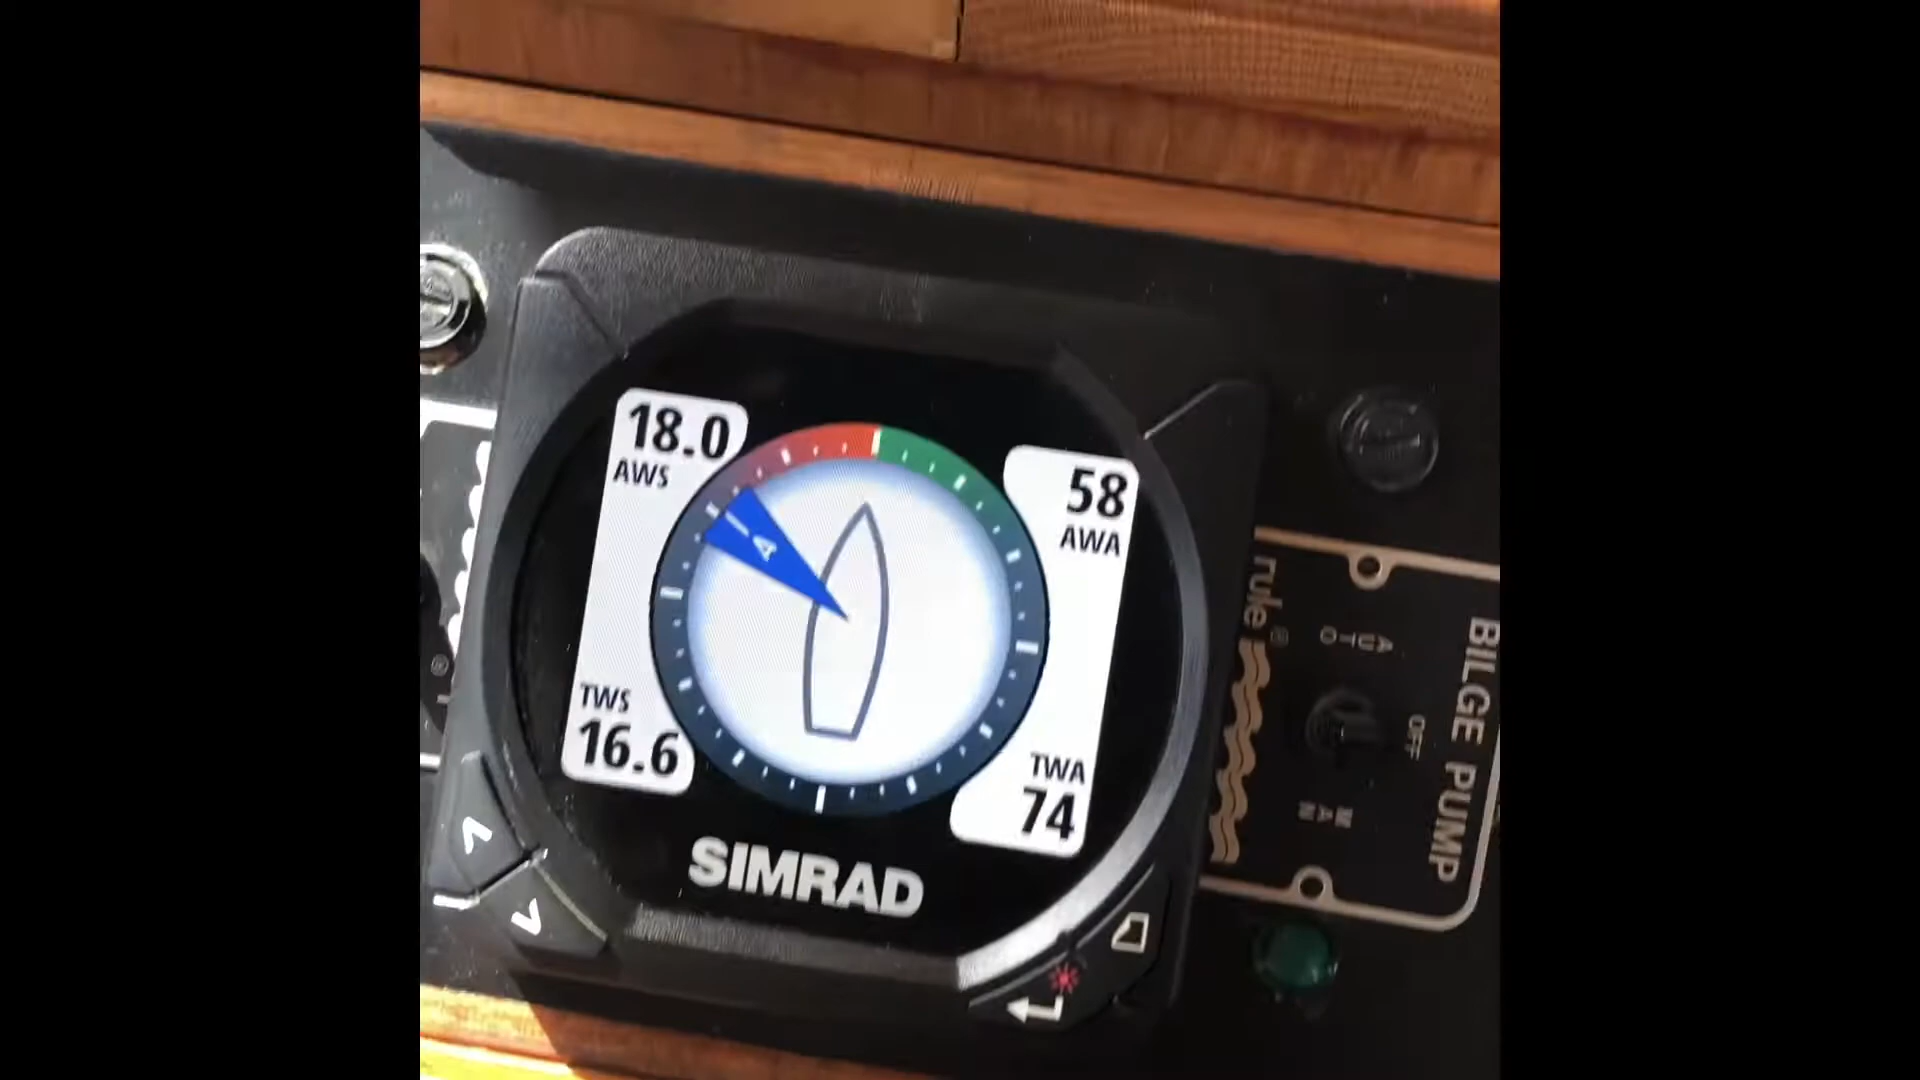 18.0
AWS
58
AWA
A
TWS
16.6
TWA
74
SIMRAD
rule®
AUTO
OFF
MAN
BILGE PUMP
®